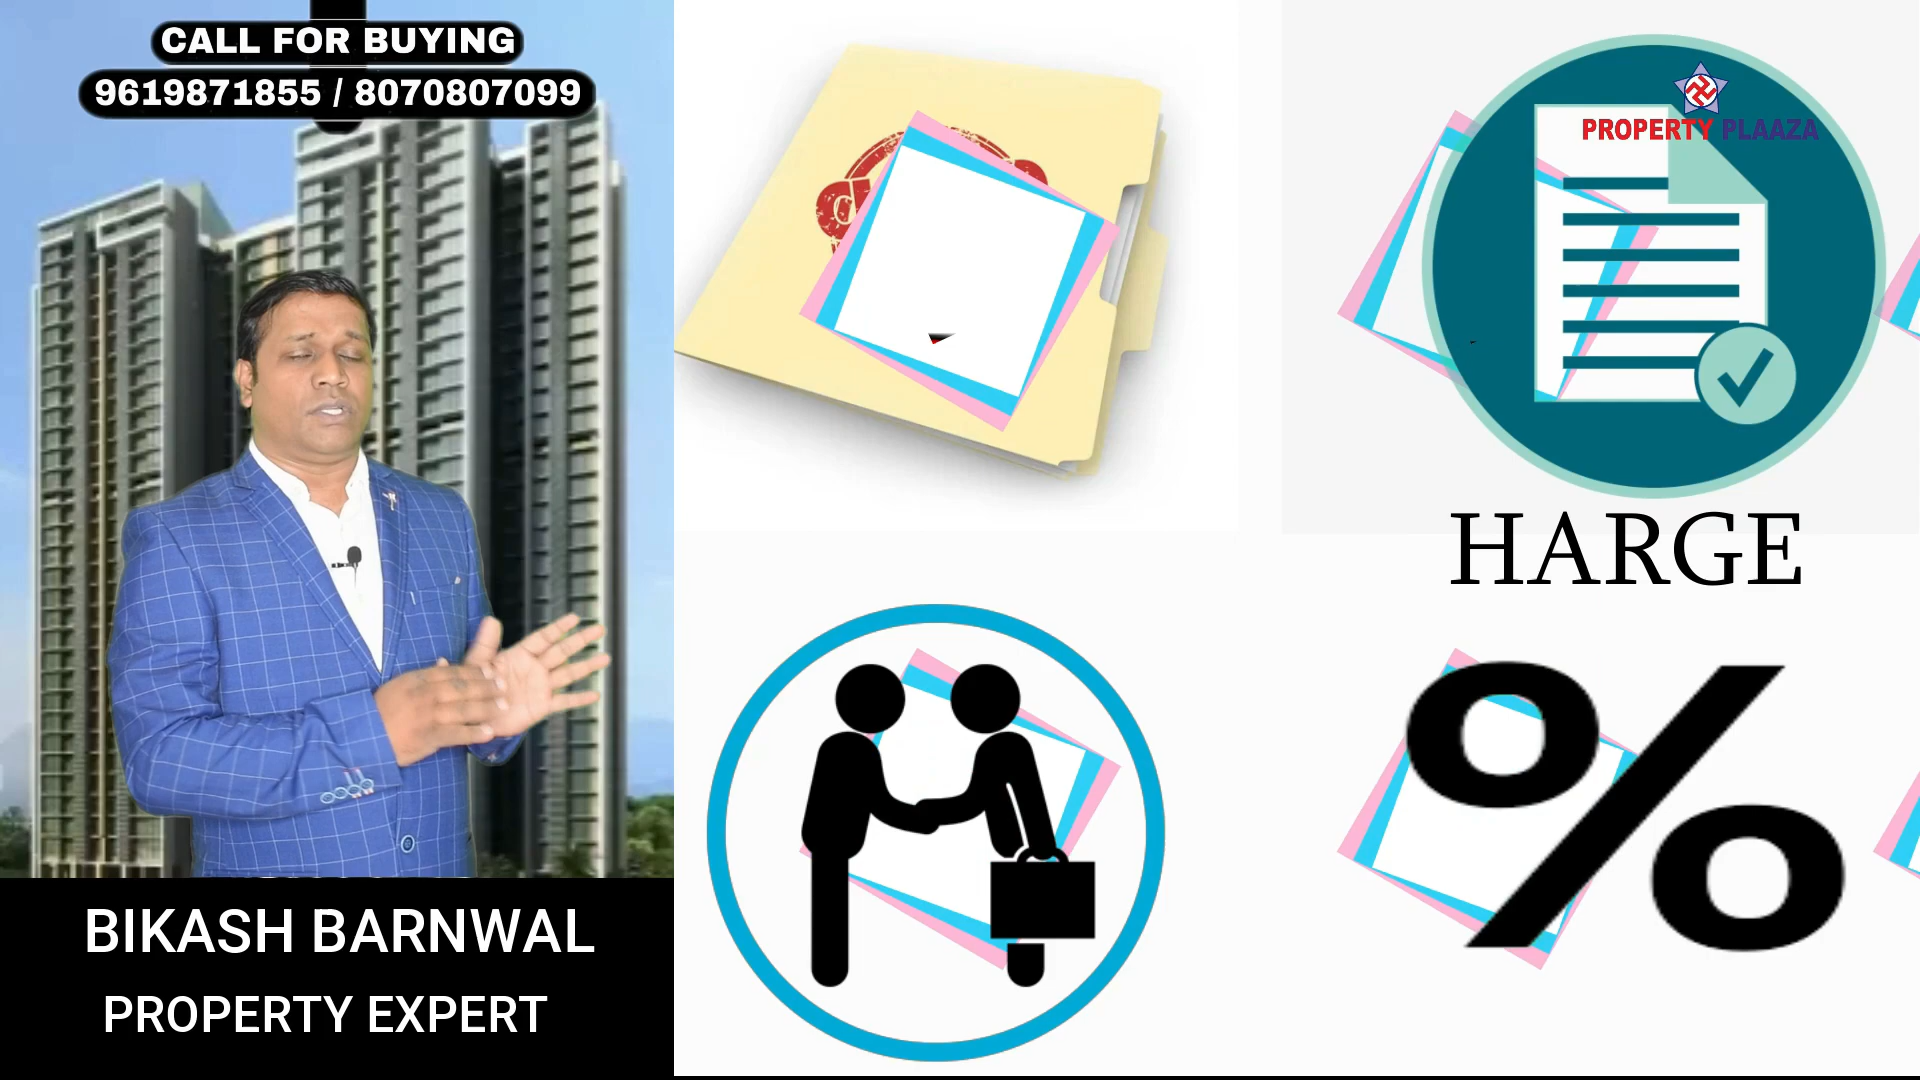 CALL FOR BUYING
9619871855 / 8070807099
BIKASH BARNWAL
PROPERTY EXPERT
PROPERTY PLAAZA
HARGE
%